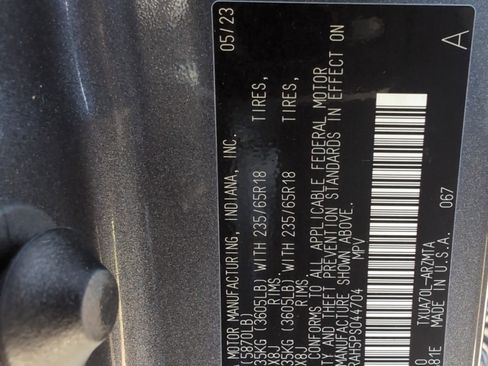 A MOTOR MANUFACTURING, INDIANA, INC. 05/23
(5870LB)
35KG (3605LB) WITH 235/65R18 TIRES,
X8J RIMS.
35KG (3605LB) WITH 235/65R18 TIRES,
X8J RIMS.
CONFORMS TO ALL APPLICABLE FEDERAL MOTOR
TY AND THEFT PREVENTION STANDARDS IN EFFECT ON
MANUFACTURE SHOWN ABOVE.
RAH5PS044704 MPV
TXUA70L-ARZMTA
81E MADE IN U.S.A. 067
A